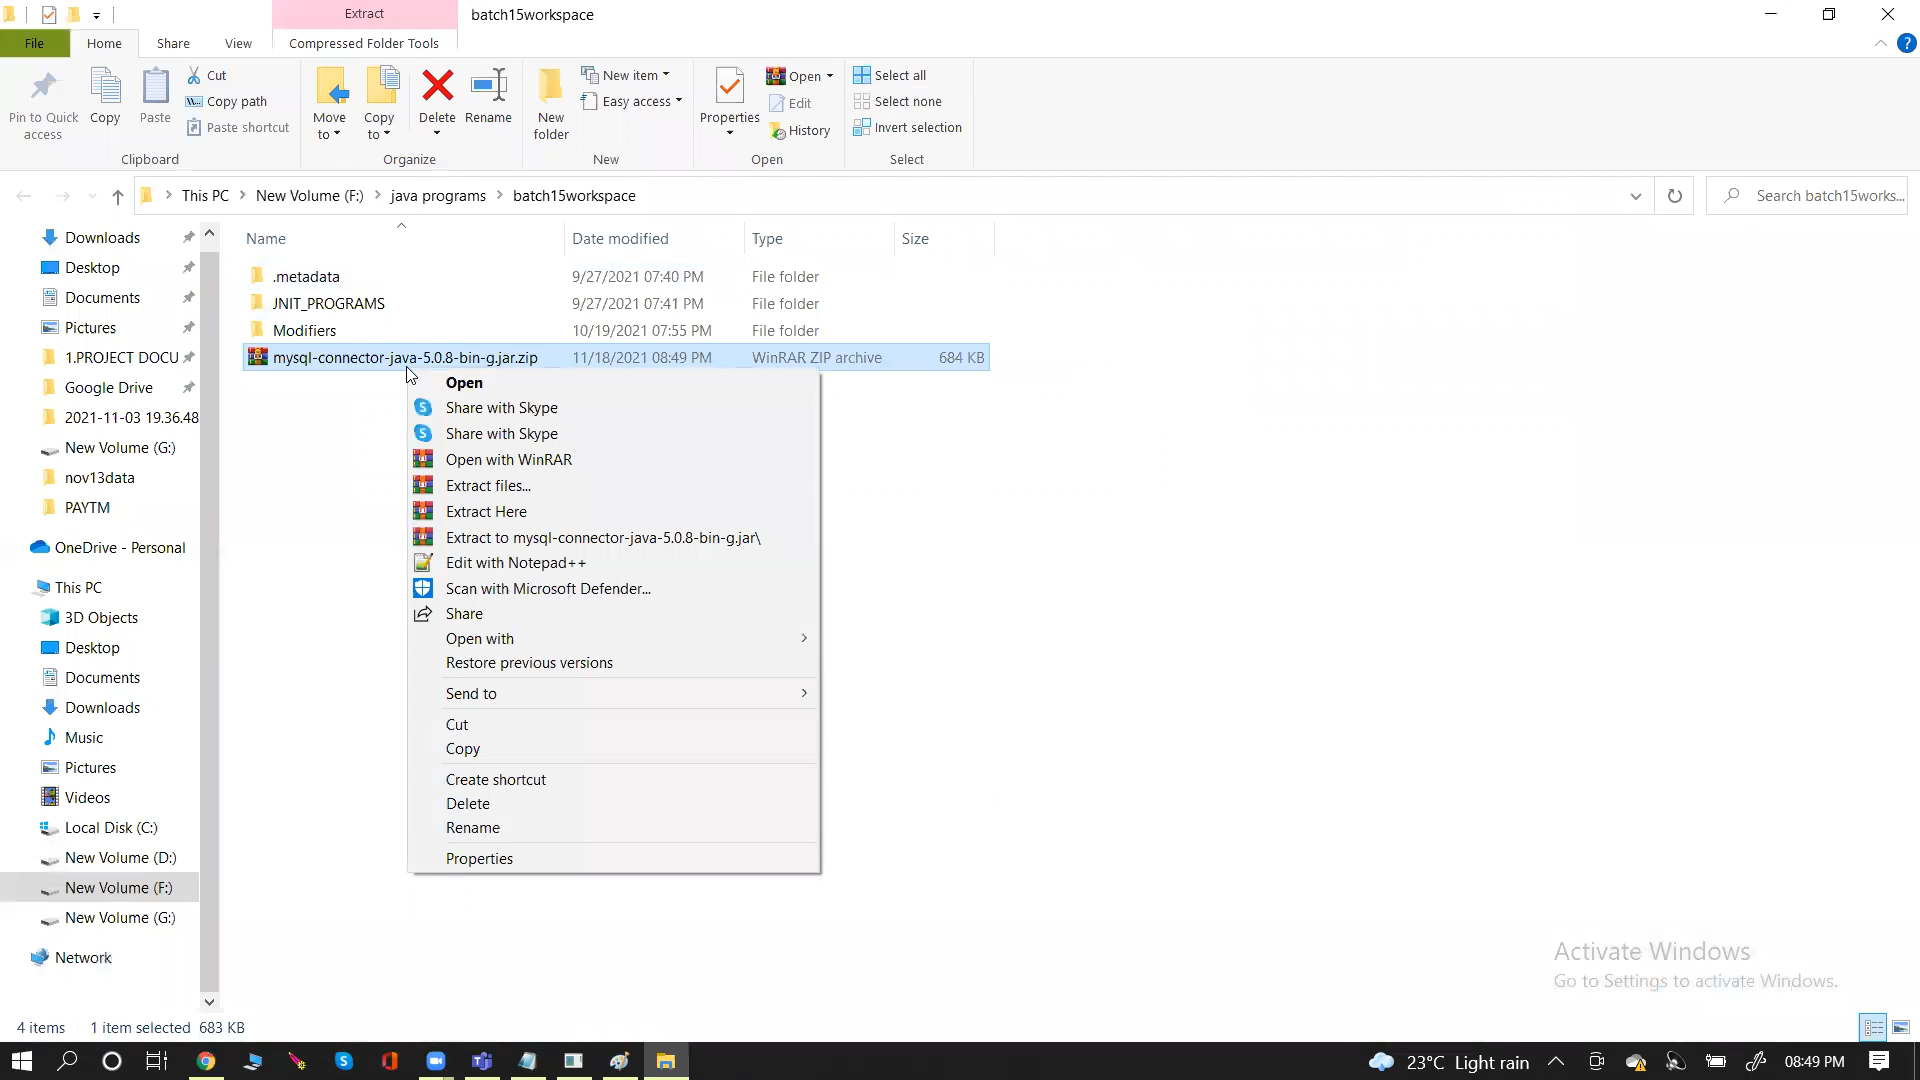 Extract
batch15workspace
File
Home
Share
View
Compressed Folder Tools
Pin to Quick access
Copy
Paste
Cut
Copy path
Paste shortcut
Clipboard
Move to
Copy to
Delete
Rename
Organize
New folder
New item
Easy access
New
Properties
Open
Edit
History
Open
Select all
Select none
Invert selection
Select
This PC
New Volume (F:)
java programs
batch15workspace
Search batch15works...
Name
Date modified
Type
Size
.metadata 9/27/2021 07:40 PM File folder
JNIT_PROGRAMS 9/27/2021 07:41 PM File folder
Modifiers 10/19/2021 07:55 PM File folder
mysql-connector-java-5.0.8-bin-g.jar.zip 11/18/2021 08:49 PM WinRAR ZIP archive 684 KB
Downloads
Desktop
Documents
Pictures
1.PROJECT DOCU
Google Drive
2021-11-03 19.36.48
New Volume (G:)
nov13data
PAYTM
OneDrive - Personal
This PC
3D Objects
Desktop
Documents
Downloads
Music
Pictures
Videos
Local Disk (C:)
New Volume (D:)
New Volume (F:)
New Volume (G:)
Network
Open
Share with Skype
Share with Skype
Open with WinRAR
Extract files...
Extract Here
Extract to mysql-connector-java-5.0.8-bin-g.jar\
Edit with Notepad++
Scan with Microsoft Defender...
Share
Open with
Restore previous versions
Send to
Cut
Copy
Create shortcut
Delete
Rename
Properties
Activate Windows
Go to Settings to activate Windows.
4 items 1 item selected 683 KB
23°C Light rain
08:49 PM